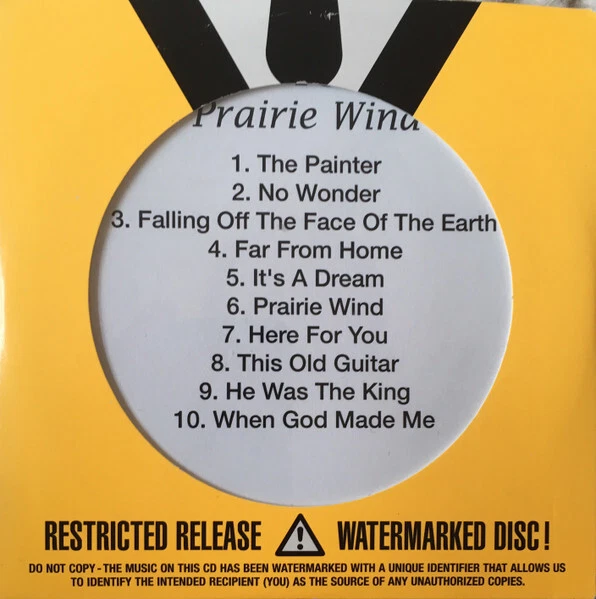 Prairie Wind
1. The Painter
2. No Wonder
3. Falling Off The Face Of The Earth
4. Far From Home
5. It's A Dream
6. Prairie Wind
7. Here For You
8. This Old Guitar
9. He Was The King
10. When God Made Me
RESTRICTED RELEASE ! WATERMARKED DISC!
DO NOT COPY - THE MUSIC ON THIS CD HAS BEEN WATERMARKED WITH A UNIQUE IDENTIFIER THAT ALLOWS US
TO IDENTIFY THE INTENDED RECIPIENT (YOU) AS THE SOURCE OF ANY UNAUTHORIZED COPIES.